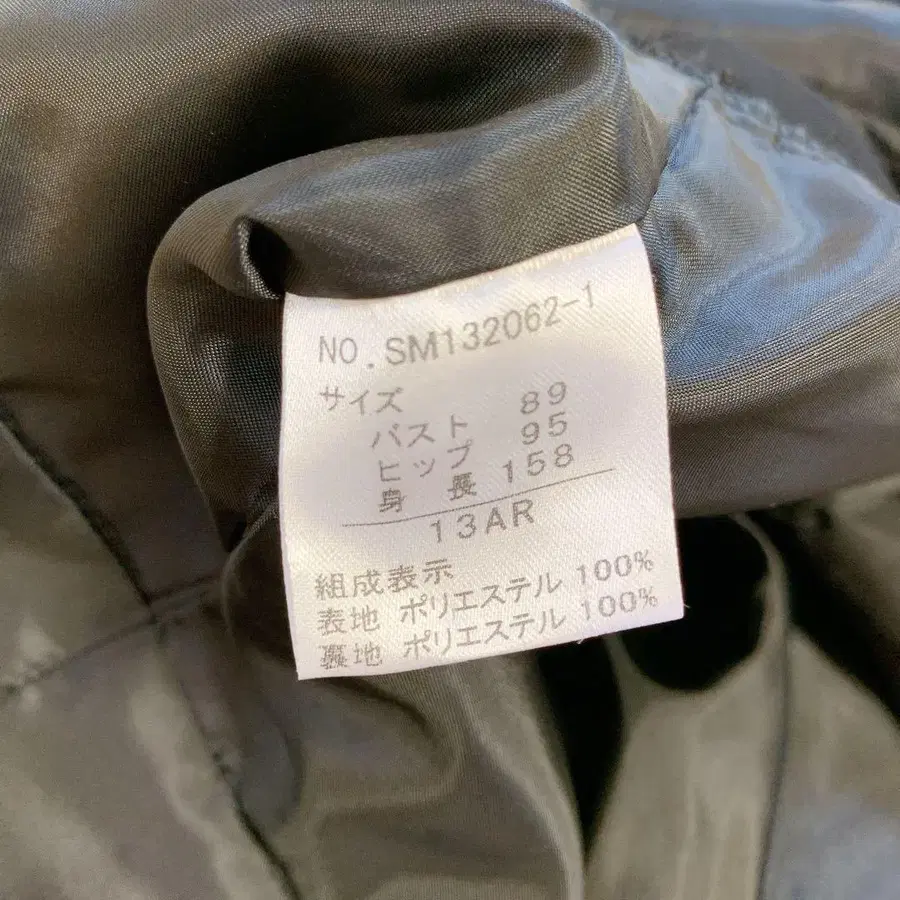 NO.SM132062-1
サイズ
バスト 89
ヒップ 95
身長 158
13AR
組成表示
表地 ポリエステル 100%
裏地 ポリエステル 100%